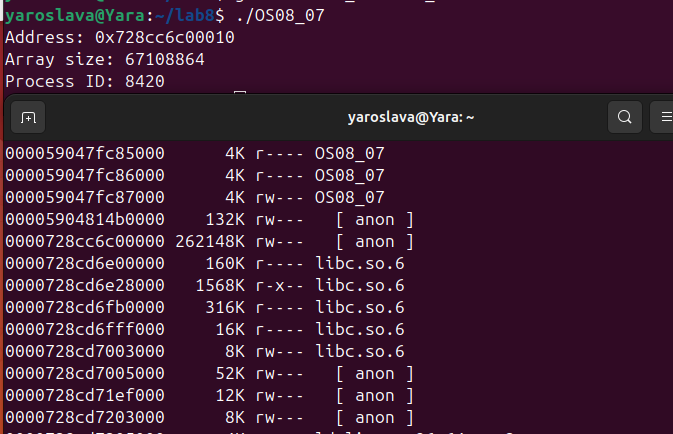 yaroslava@Yara:~/lab8$ ./OS08_07
Address: 0x728cc6c00010
Array size: 67108864
Process ID: 8420
yaroslava@Yara: ~
000059047fc85000 4K r---- OS08_07
000059047fc86000 4K r---- OS08_07
000059047fc87000 4K rw--- OS08_07
00005904814b0000 132K rw--- [ anon ]
0000728cc6c00000 262148K rw--- [ anon ]
0000728cd6e00000 160K r---- libc.so.6
0000728cd6e28000 1568K r-x-- libc.so.6
0000728cd6fb0000 316K r---- libc.so.6
0000728cd6fff000 16K r---- libc.so.6
0000728cd7003000 8K rw--- libc.so.6
0000728cd7005000 52K rw--- [ anon ]
0000728cd71ef000 12K rw--- [ anon ]
0000728cd7203000 8K rw--- [ anon ]